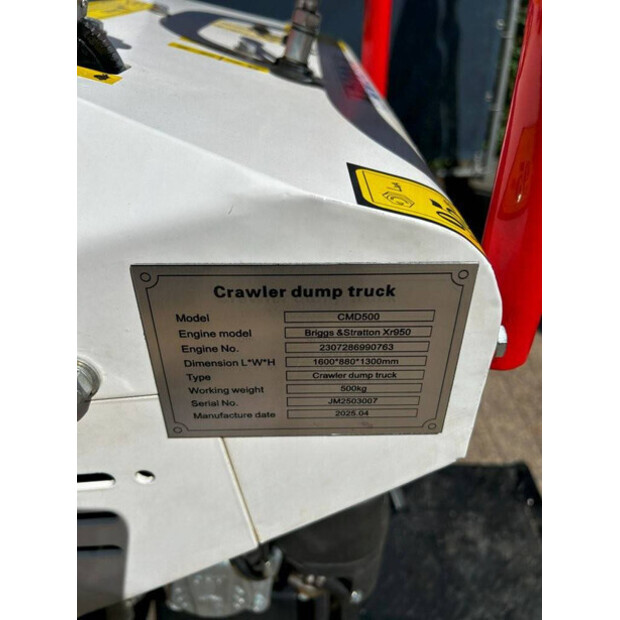 Crawler dump truck
Model CMD500
Engine model Briggs &Stratton Xr950
Engine No. 2307286990763
Dimension L*W*H 1600*880*1300mm
Type Crawler dump truck
Working weight 500kg
Serial No. JM2503007
Manufacture date 2025.04